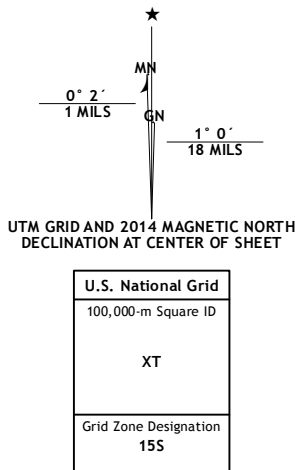 ★
MN
0° 2´
1 MILS
GN
1° 0´
18 MILS
UTM GRID AND 2014 MAGNETIC NORTH
DECLINATION AT CENTER OF SHEET
U.S. National Grid
100,000-m Square ID
XT
Grid Zone Designation
15S